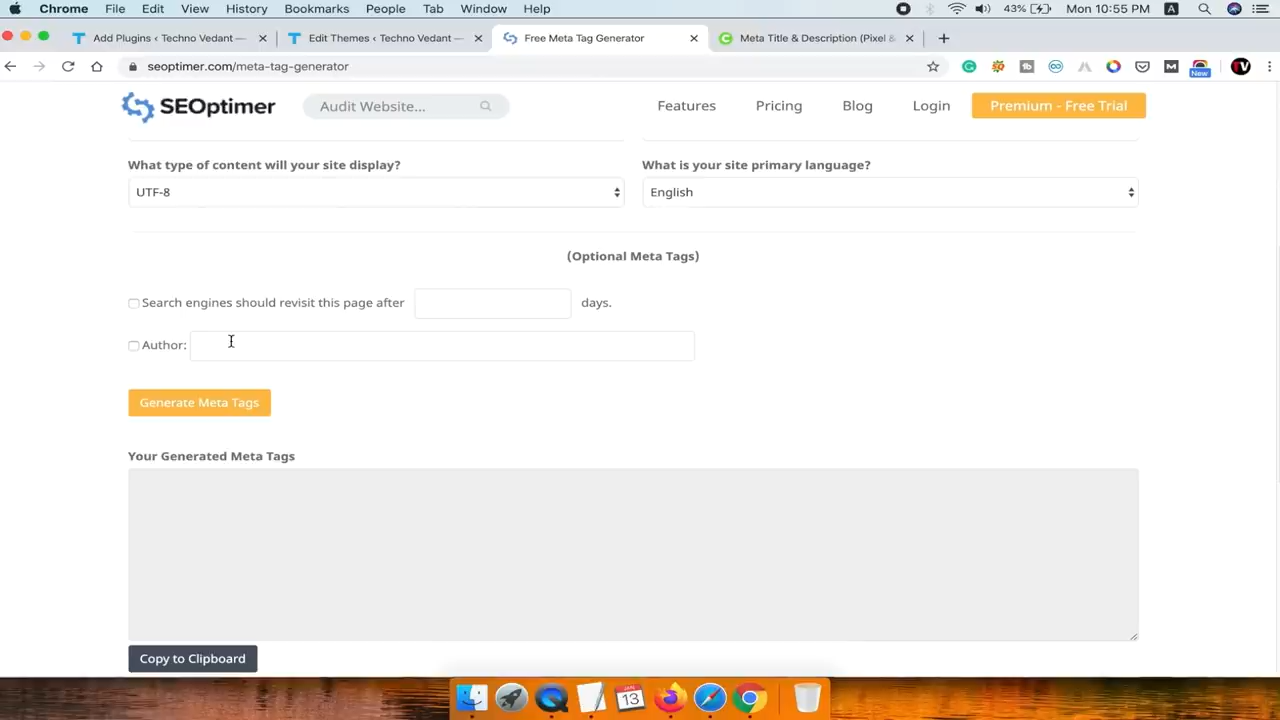 Chrome File Edit View History Bookmarks People Tab Window Help 43% Mon 10:55 PM A
Add Plugins ‹ Techno Vedant — Edit Themes ‹ Techno Vedant — Free Meta Tag Generator Meta Title & Description (Pixel &
seoptimer.com/meta-tag-generator
New
SEOptimer Audit Website... Features Pricing Blog Login Premium - Free Trial
What type of content will your site display? What is your site primary language?
UTF-8 English
(Optional Meta Tags)
Search engines should revisit this page after days.
Author:
Generate Meta Tags
Your Generated Meta Tags
Copy to Clipboard
JAN
13